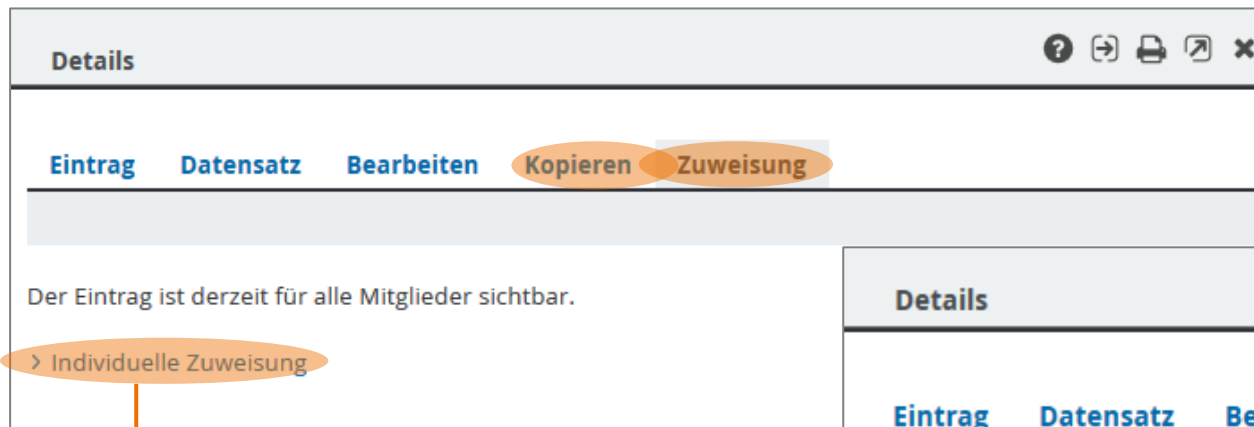 Details
Eintrag Datensatz Bearbeiten Kopieren Zuweisung
Der Eintrag ist derzeit für alle Mitglieder sichtbar.
> Individuelle Zuweisung
Details
Eintrag Datensatz Be